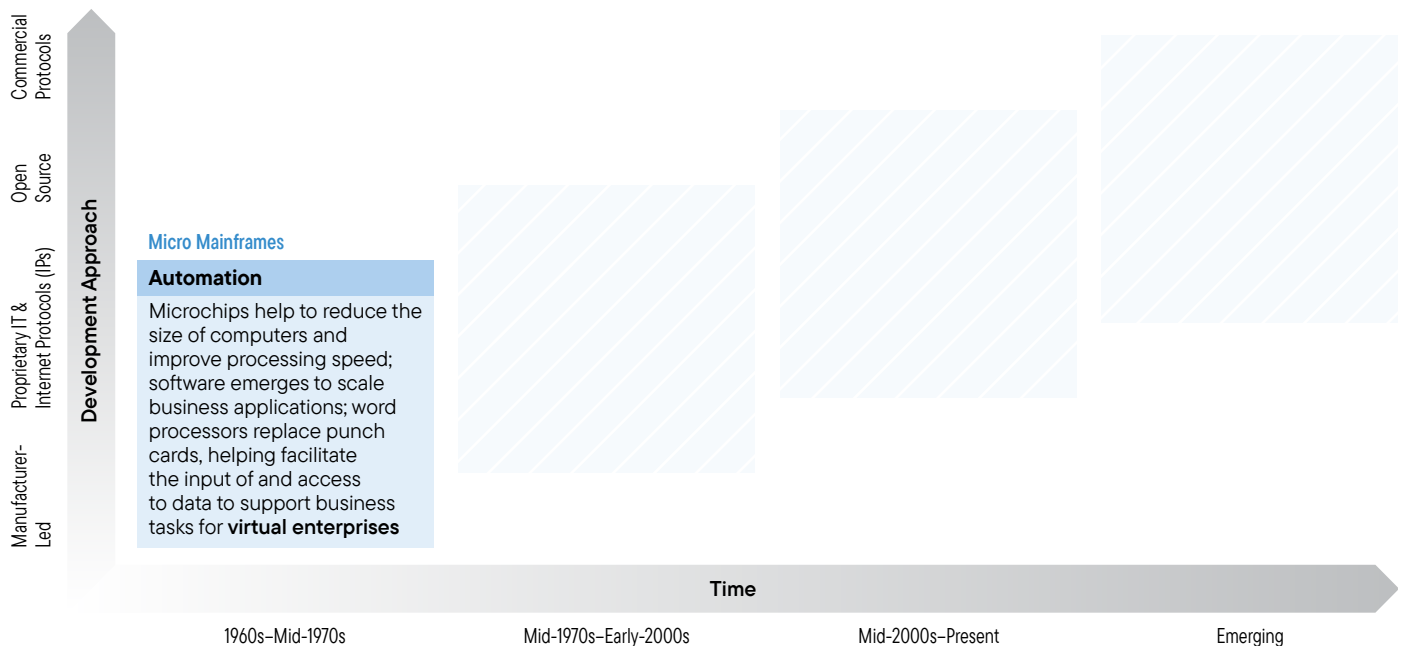 Commercial
Protocols
Open
Source
Proprietary IT &
Internet Protocols (IPs)
Manufacturer-
Led
Development Approach
Micro Mainframes
Automation
Microchips help to reduce the
size of computers and
improve processing speed;
software emerges to scale
business applications; word
processors replace punch
cards, helping facilitate
the input of and access
to data to support business
tasks for virtual enterprises
Time
1960s–Mid-1970s
Mid-1970s–Early-2000s
Mid-2000s–Present
Emerging